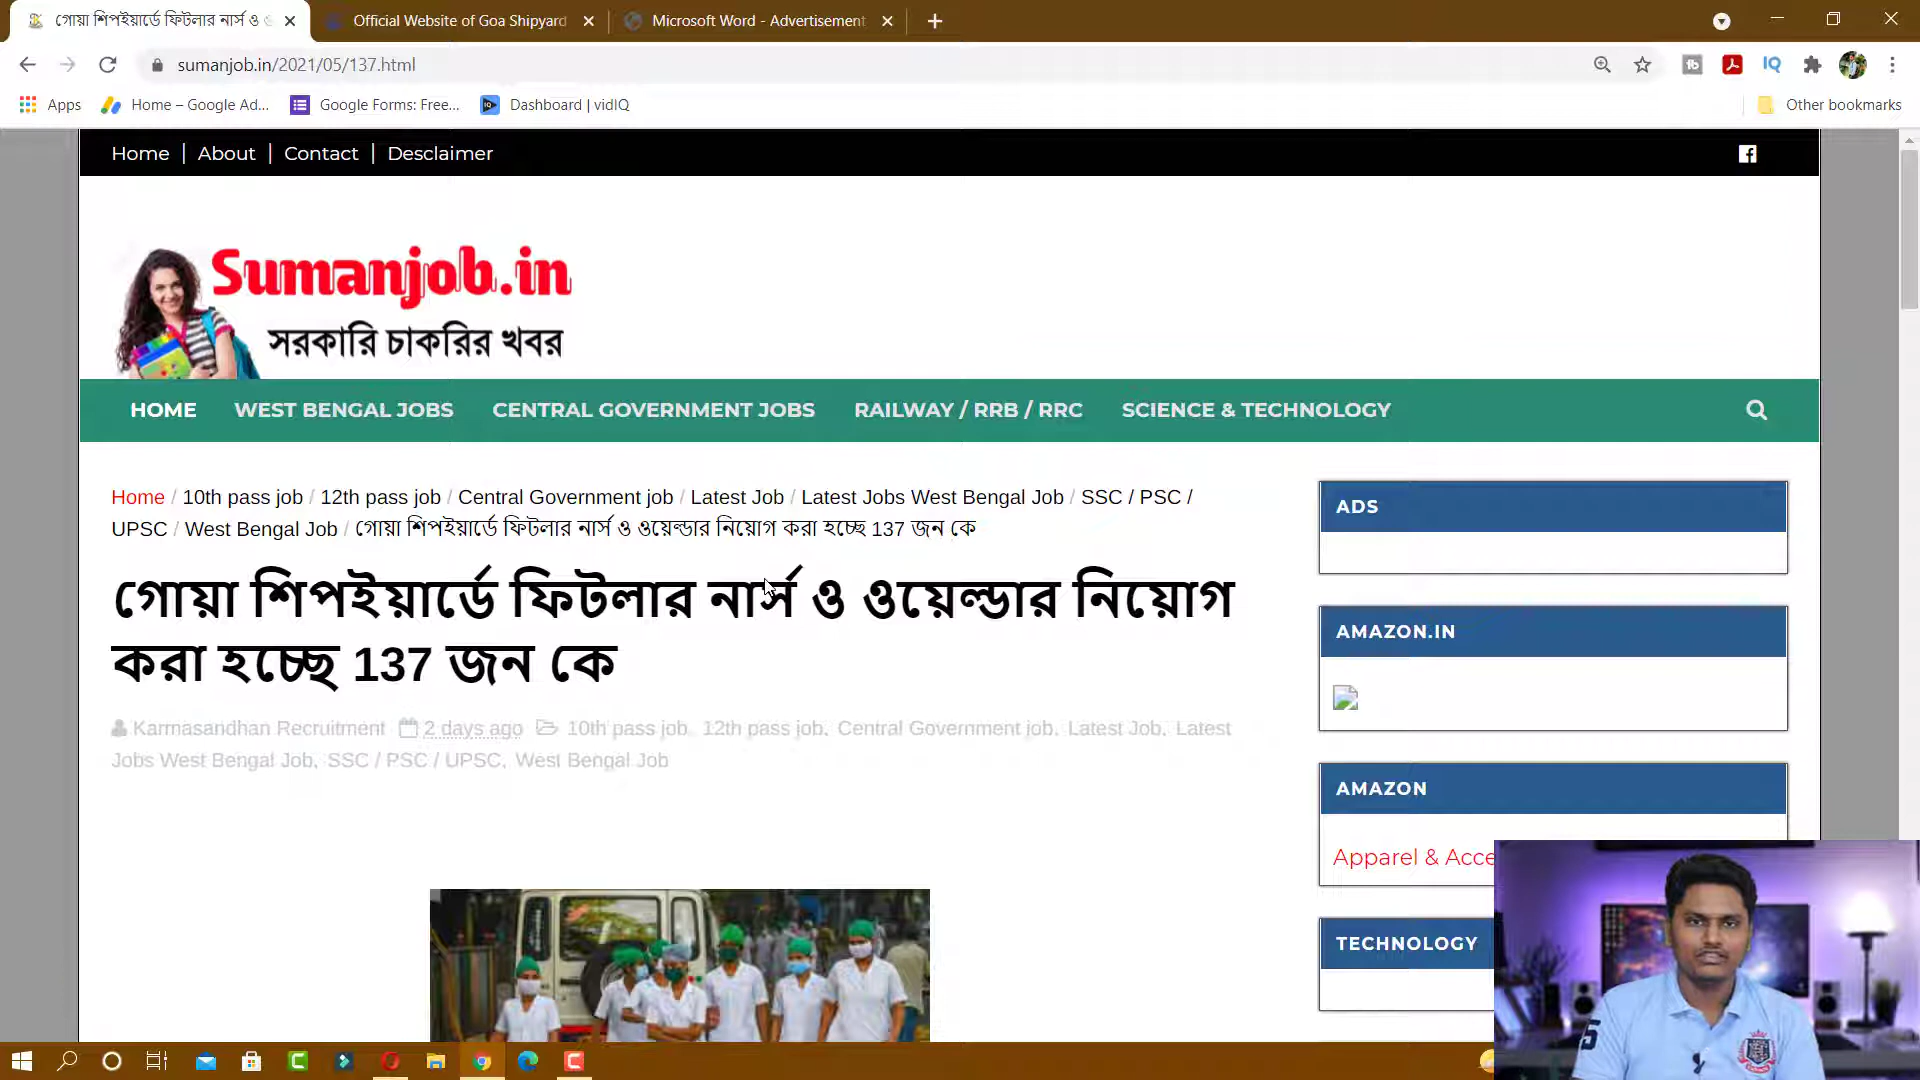 গোয়া শিপইয়ার্ডে ফিটলার নার্স ও ও
Official Website of Goa Shipyard
Microsoft Word - Advertisement
sumanjob.in/2021/05/137.html
Apps
Home – Google Ad...
Google Forms: Free...
Dashboard | vidIQ
Other bookmarks
Home | About | Contact | Desclaimer
Sumanjob.in
সরকারি চাকরির খবর
HOME WEST BENGAL JOBS CENTRAL GOVERNMENT JOBS RAILWAY / RRB / RRC SCIENCE & TECHNOLOGY
Home / 10th pass job / 12th pass job / Central Government job / Latest Job / Latest Jobs West Bengal Job / SSC / PSC /
UPSC / West Bengal Job / গোয়া শিপইয়ার্ডে ফিটলার নার্স ও ওয়েল্ডার নিয়োগ করা হচ্ছে 137 জন কে
গোয়া শিপইয়ার্ডে ফিটলার নার্স ও ওয়েল্ডার নিয়োগ
করা হচ্ছে 137 জন কে
Karmasandhan Recruitment 2 days ago 10th pass job, 12th pass job, Central Government job, Latest Job, Latest
Jobs West Bengal Job, SSC / PSC / UPSC, West Bengal Job
ADS
AMAZON.IN
AMAZON
Apparel & Acce
TECHNOLOGY